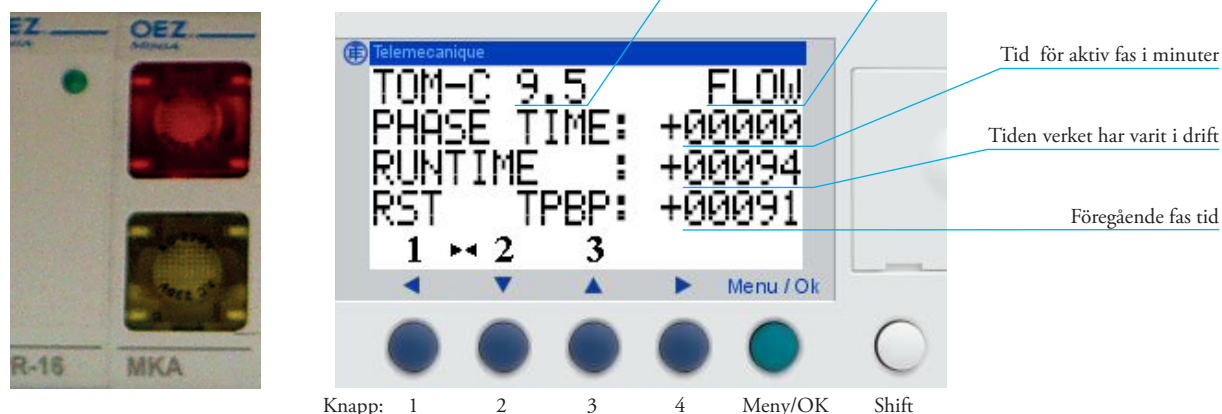 EZ OEZ
MINIA
R-16 MKA
Telemecanique
TOM-C 9.5 FLOW
PHASE TIME: +00000
RUNTIME : +00094
RST TPBP: +00091
1 2 3
Menu / Ok
Tid för aktiv fas i minuter
Tiden verket har varit i drift
Föregående fas tid
Knapp: 1 2 3 4 Meny/OK Shift